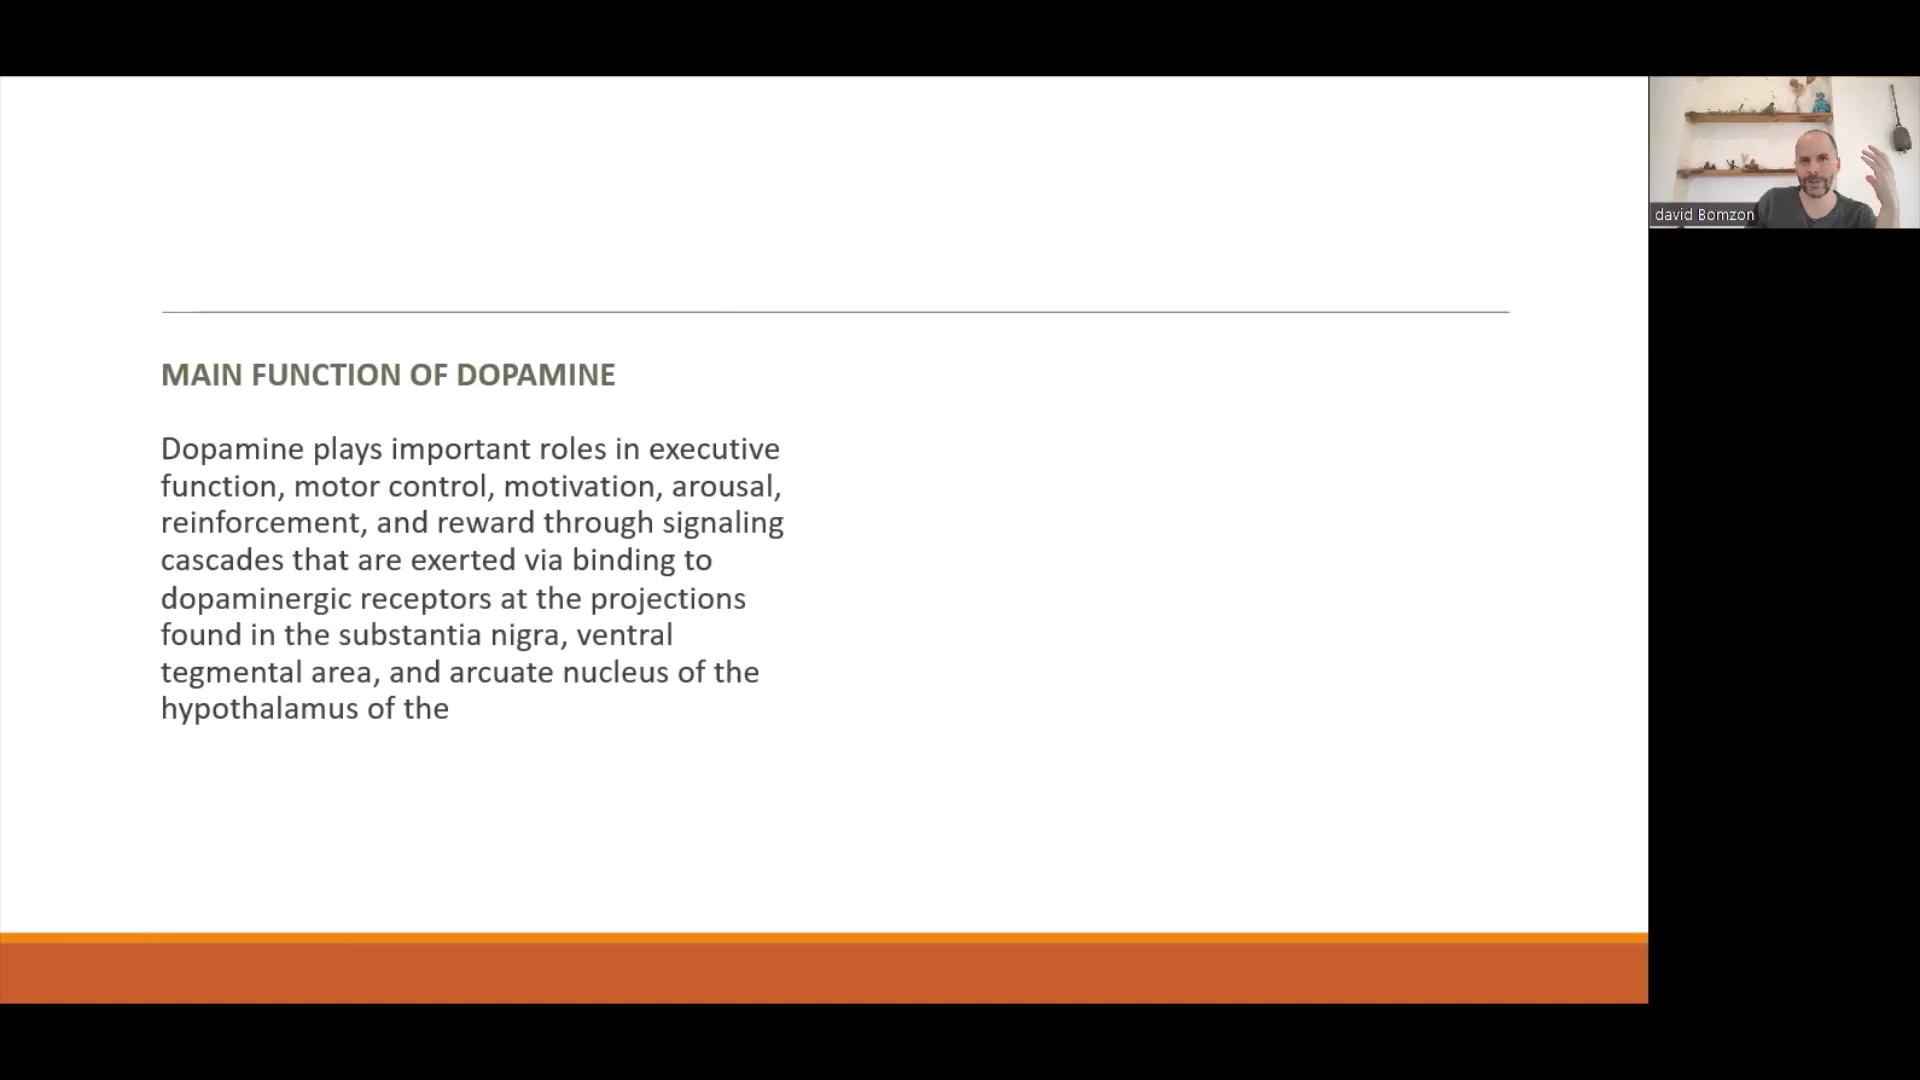 MAIN FUNCTION OF DOPAMINE
Dopamine plays important roles in executive
function, motor control, motivation, arousal,
reinforcement, and reward through signaling
cascades that are exerted via binding to
dopaminergic receptors at the projections
found in the substantia nigra, ventral
tegmental area, and arcuate nucleus of the
hypothalamus of the
david Bomzon